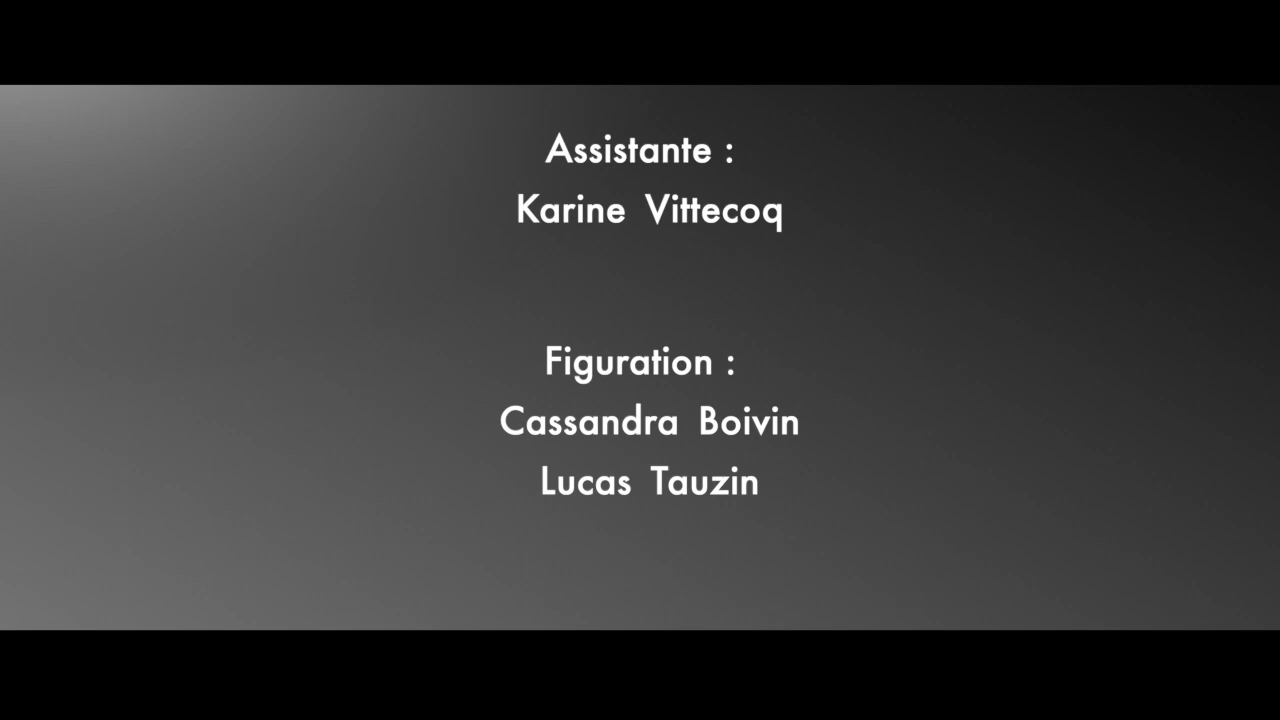 Assistante :
Karine Vittecoq
Figuration :
Cassandra Boivin
Lucas Tauzin